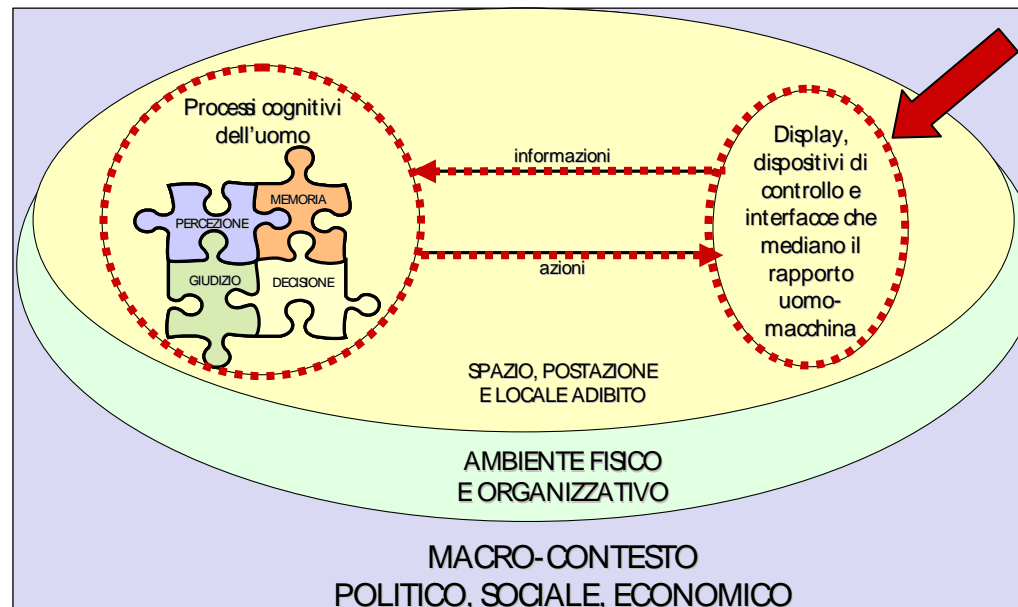 Processi cognitivi
dell'uomo
MEMORIA
PERCEZIONE
GIUDIZIO
DECISIONE
informazioni
azioni
Display,
dispositivi di
controllo e
interfacce che
mediano il
rapporto
uomo-
macchina
SPAZIO, POSTAZIONE
E LOCALE ADIBITO
AMBIENTE FISICO
E ORGANIZZATIVO
MACRO-CONTESTO
POLITICO, SOCIALE, ECONOMICO